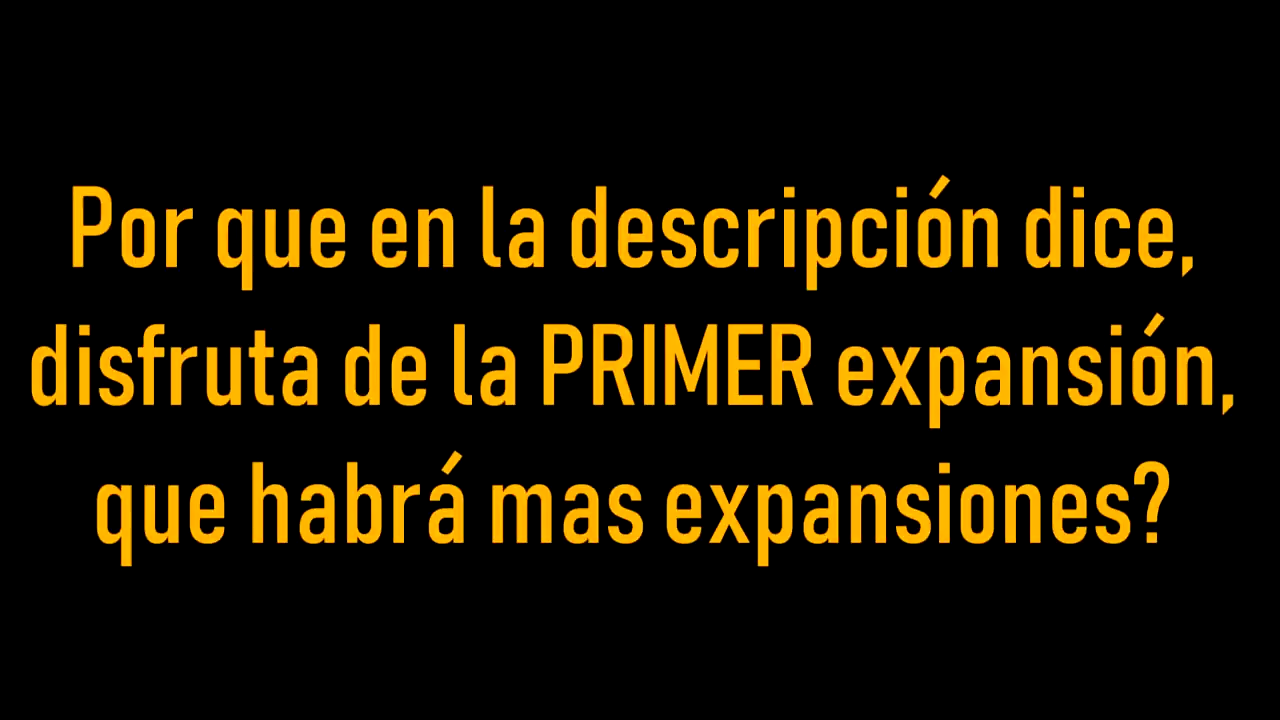 Por que en la descripción dice,
disfruta de la PRIMER expansión,
que habrá mas expansiones?